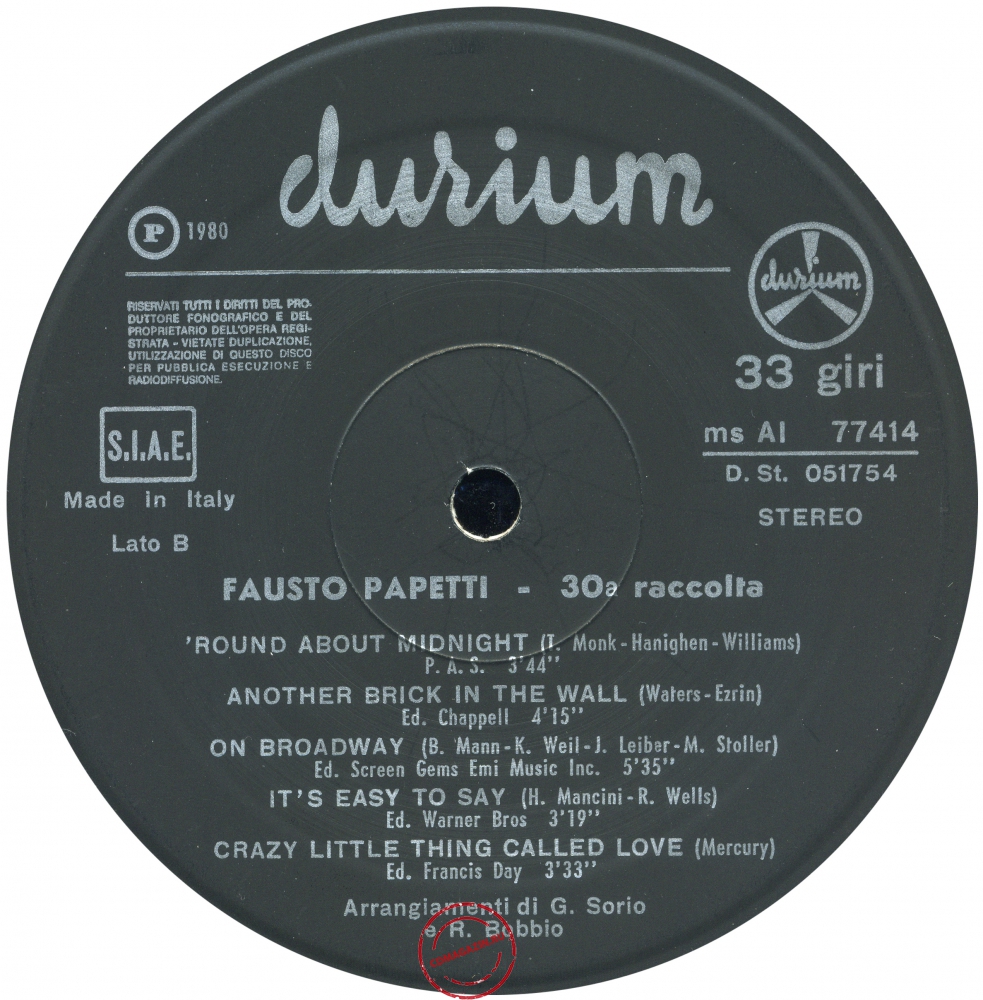 durium
P 1980
durium
RISERVATI TUTTI I DIRITTI DEL PRO-
DUTTORE FONOGRAFICO E DEL
PROPRIETARIO DELL'OPERA REGI-
STRATA - VIETATE DUPLICAZIONE,
UTILIZZAZIONE DI QUESTO DISCO
PER PUBBLICA ESECUZIONE E
RADIODIFFUSIONE.
33 giri
S.I.A.E.
ms AI 77414
D. St. 051754
Made in Italy
STEREO
Lato B
FAUSTO PAPETTI - 30a raccolta
'ROUND ABOUT MIDNIGHT (T. Monk-Hanighen-Williams)
P. A. S. 3'44''
ANOTHER BRICK IN THE WALL (Waters-Ezrin)
Ed. Chappell 4'15''
ON BROADWAY (B. Mann-K. Weil-J. Leiber-M. Stoller)
Ed. Screen Gems Emi Music Inc. 5'35''
IT'S EASY TO SAY (H. Mancini-R. Wells)
Ed. Warner Bros 3'19''
CRAZY LITTLE THING CALLED LOVE (Mercury)
Ed. Francis Day 3'33''
Arrangiamenti di G. Sorio
e R. Bobbio